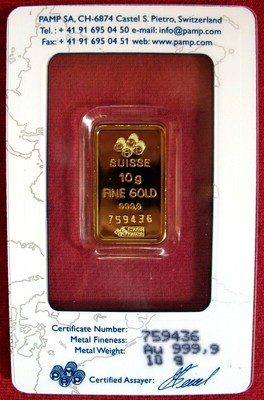 PAMP SA, CH-6874 Castel S. Pietro, Switzerland
Tel : + 41 91 695 04 50 e-mail: info@pamp.com
Fax: + 41 91 695 04 51 web: www.pamp.com
SUISSE
10g
FINE GOLD
999,9
759436
Certificate Number: 759436
Metal Fineness: Au 999,9
Metal Weight: 10 g
PAMP
Certified Assayer: